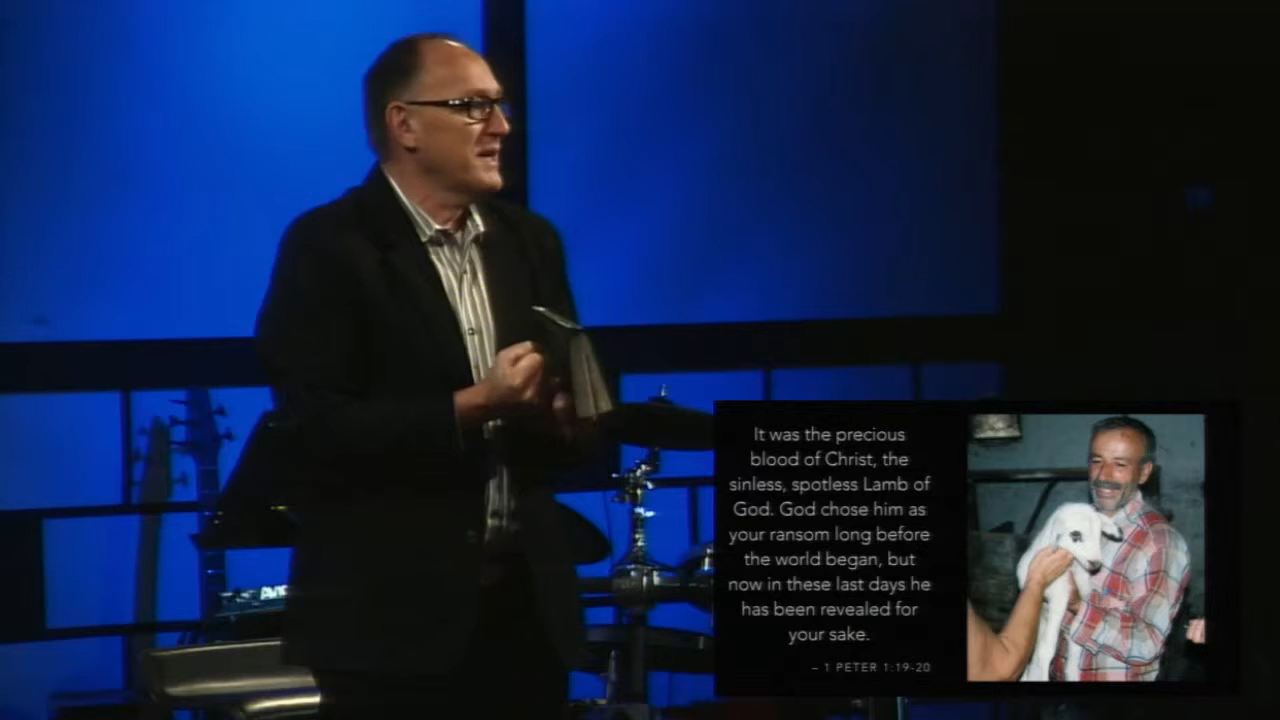 It was the precious
blood of Christ, the
sinless, spotless Lamb of
God. God chose him as
your ransom long before
the world began, but
now in these last days he
has been revealed for
your sake.
– 1 PETER 1:19-20